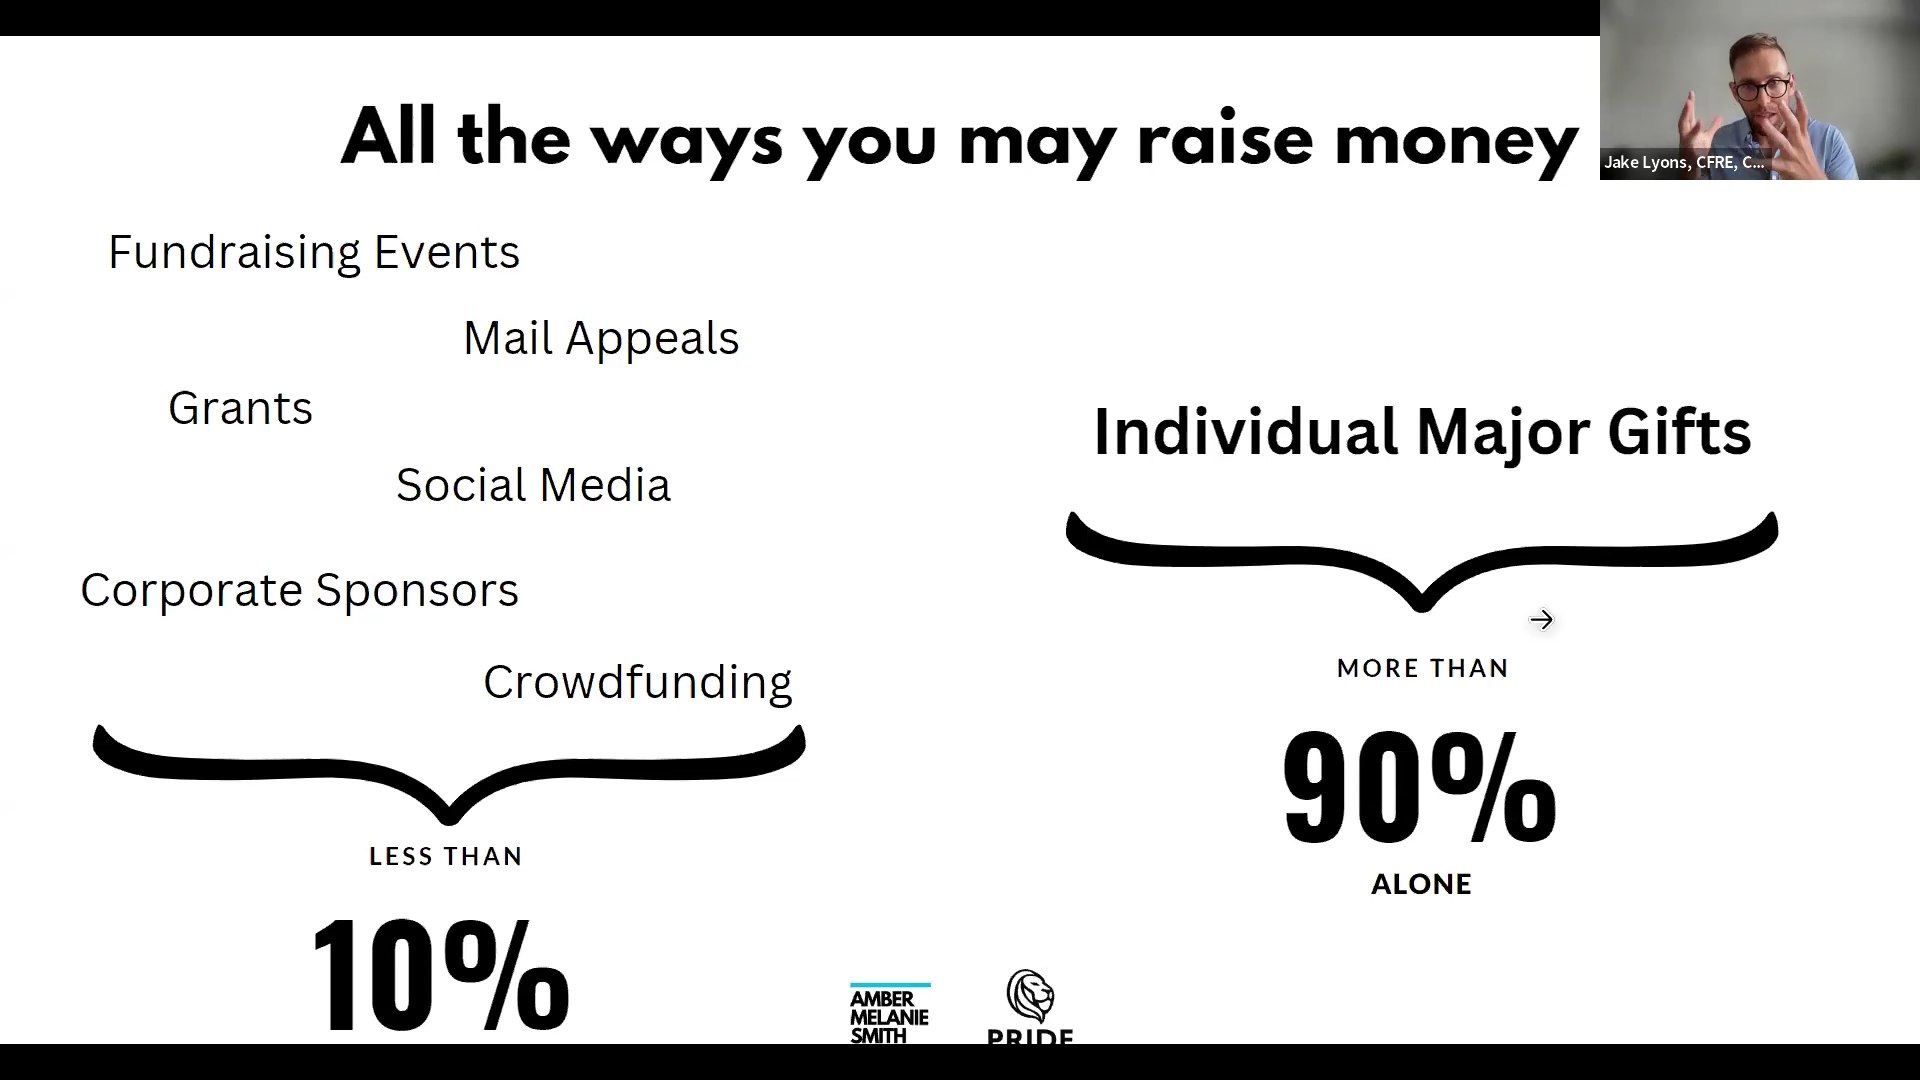 All the ways you may raise money
Jake Lyons, CFRE, C...
Fundraising Events
Mail Appeals
Grants
Social Media
Corporate Sponsors
Crowdfunding
LESS THAN
10%
Individual Major Gifts
MORE THAN
90%
ALONE
AMBER
MELANIE
SMITH
PRIDE